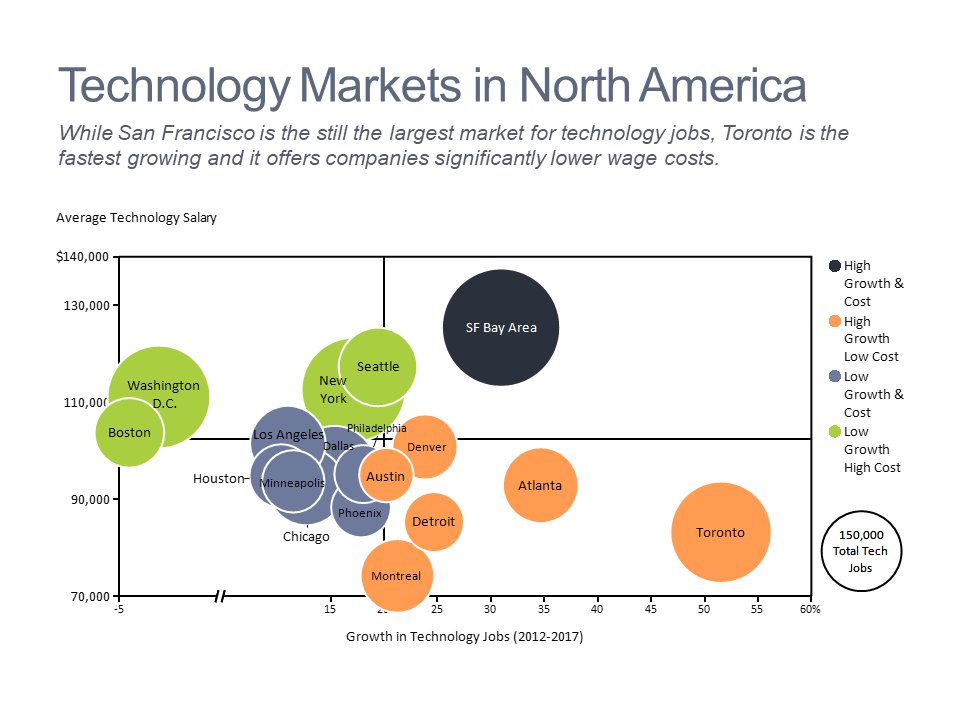 Technology Markets in North America
While San Francisco is the still the largest market for technology jobs, Toronto is the
fastest growing and it offers companies significantly lower wage costs.
Average Technology Salary
$140,000
130,000
110,000
90,000
70,000
SF Bay Area
Seattle
New
York
Washington
D.C.
Boston
Philadelphia
Los Angeles
Dallas
Denver
Houston
Minneapolis
Austin
Atlanta
Phoenix
Detroit
Toronto
Chicago
Montreal
High
Growth &
Cost
High
Growth
Low Cost
Low
Growth &
Cost
Low
Growth
High Cost
150,000
Total Tech
Jobs
-5
15
25
30
35
40
45
50
55
60%
Growth in Technology Jobs (2012-2017)